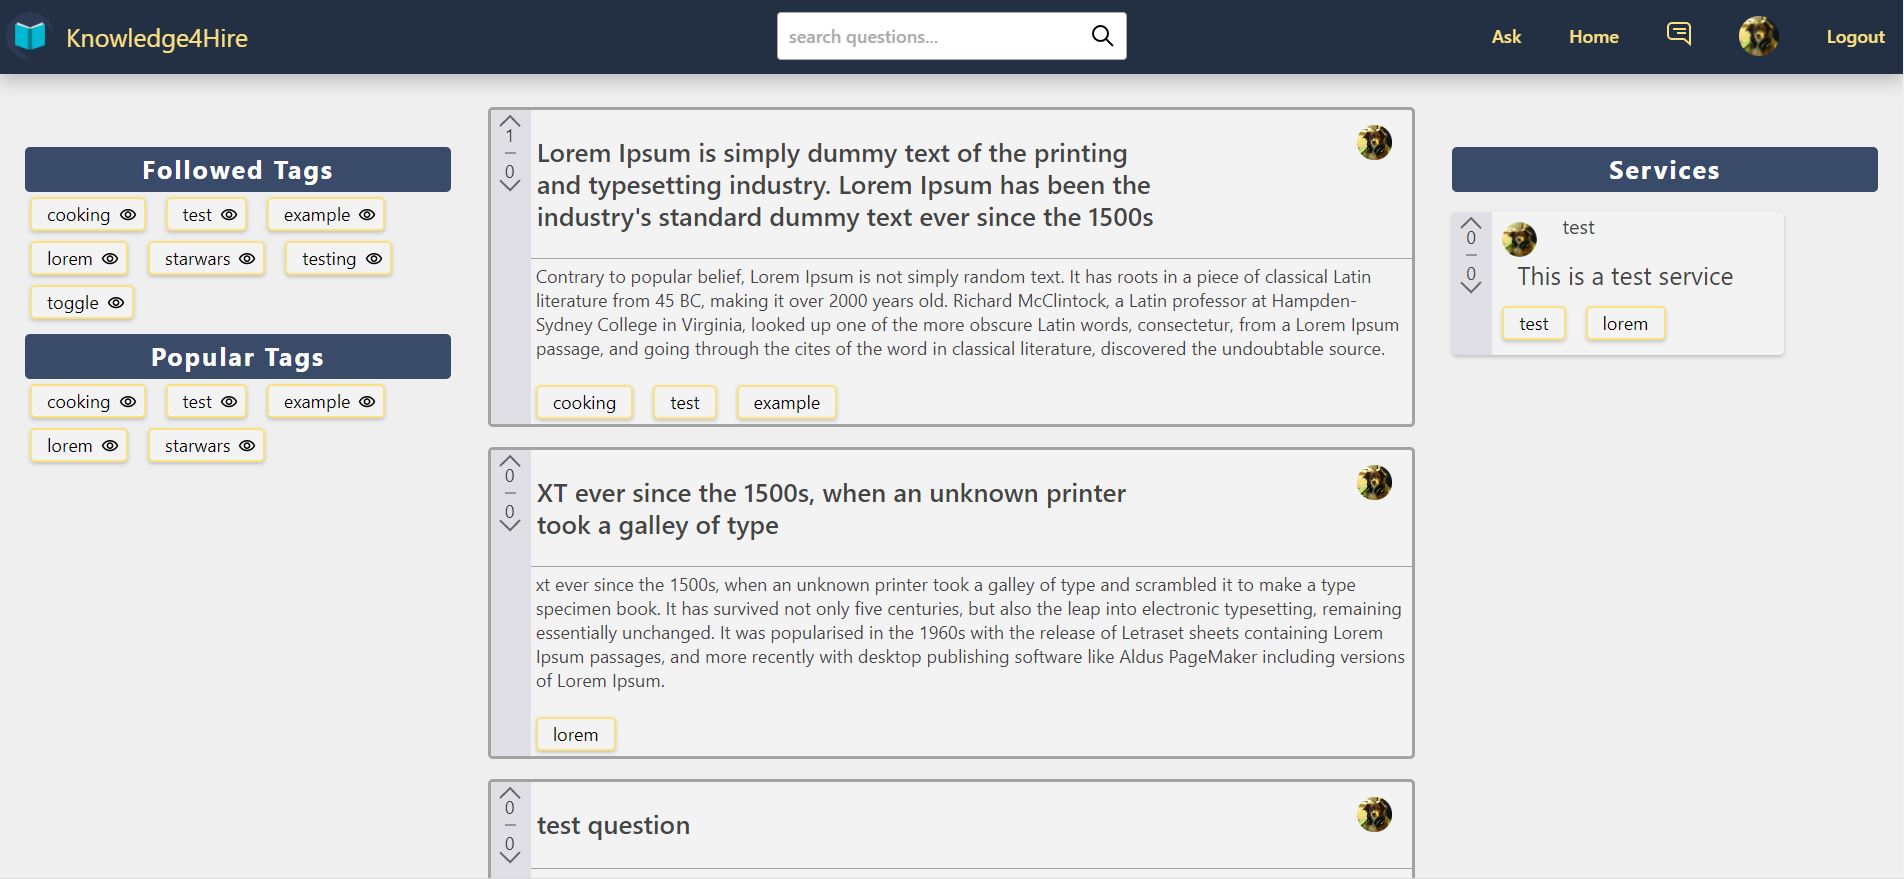 Knowledge4Hire
search questions...
Ask Home Logout
Followed Tags
cooking test example
lorem starwars testing
toggle
Popular Tags
cooking test example
lorem starwars
1
0
Lorem Ipsum is simply dummy text of the printing
and typesetting industry. Lorem Ipsum has been the
industry's standard dummy text ever since the 1500s
Contrary to popular belief, Lorem Ipsum is not simply random text. It has roots in a piece of classical Latin
literature from 45 BC, making it over 2000 years old. Richard McClintock, a Latin professor at Hampden-
Sydney College in Virginia, looked up one of the more obscure Latin words, consectetur, from a Lorem Ipsum
passage, and going through the cites of the word in classical literature, discovered the undoubtable source.
cooking test example
0
0
XT ever since the 1500s, when an unknown printer
took a galley of type
xt ever since the 1500s, when an unknown printer took a galley of type and scrambled it to make a type
specimen book. It has survived not only five centuries, but also the leap into electronic typesetting, remaining
essentially unchanged. It was popularised in the 1960s with the release of Letraset sheets containing Lorem
Ipsum passages, and more recently with desktop publishing software like Aldus PageMaker including versions
of Lorem Ipsum.
lorem
0
0
test question
Services
0
0
test
This is a test service
test lorem